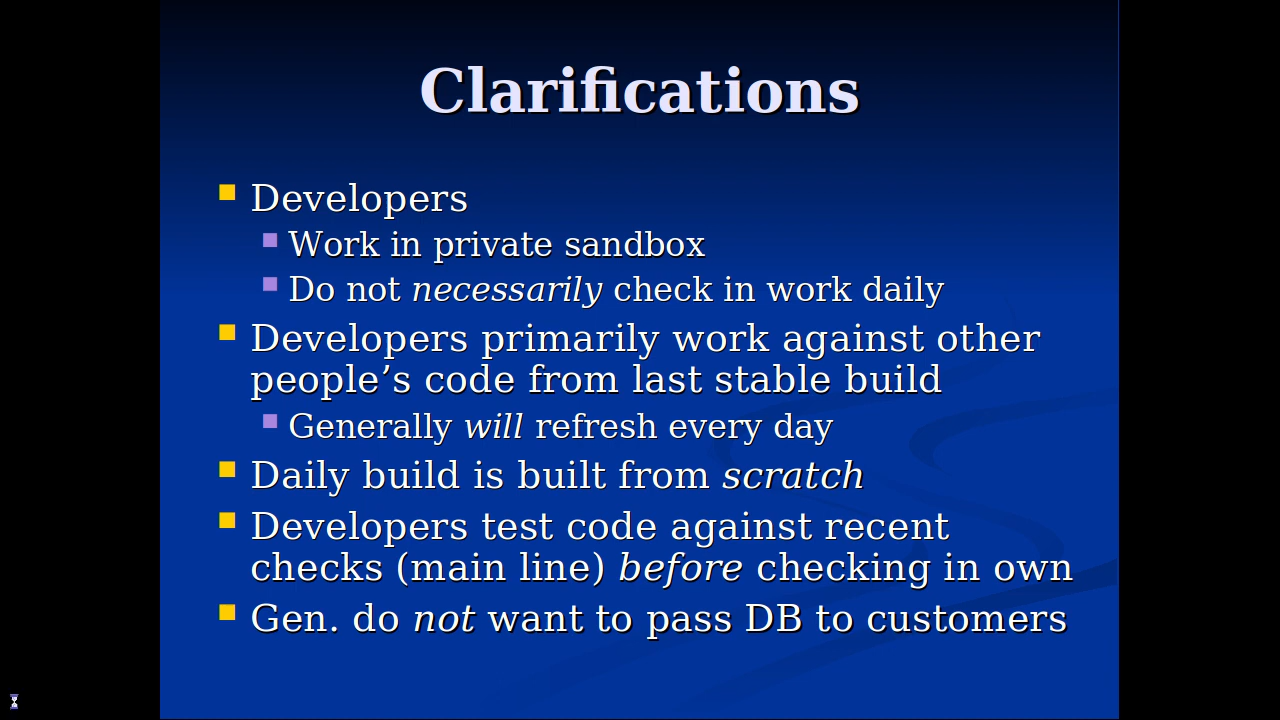 Clarifications
Developers
Work in private sandbox
Do not necessarily check in work daily
Developers primarily work against other
people’s code from last stable build
Generally will refresh every day
Daily build is built from scratch
Developers test code against recent
checks (main line) before checking in own
Gen. do not want to pass DB to customers